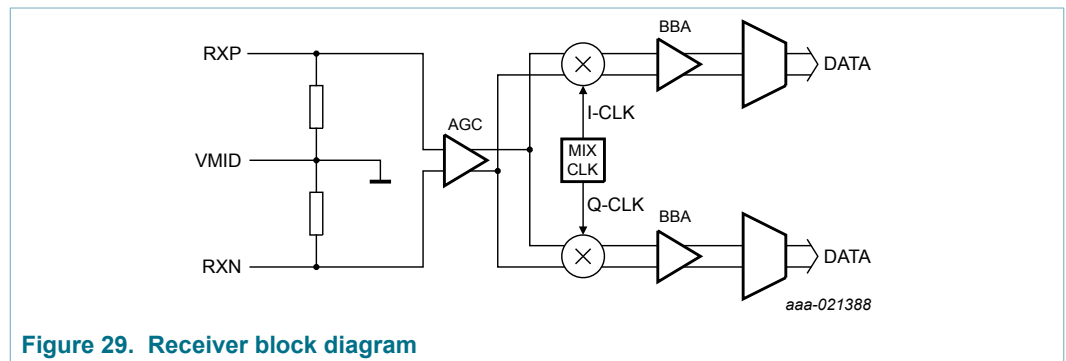 RXP
BBA
DATA
I-CLK
AGC
MIX
CLK
VMID
Q-CLK
BBA
DATA
RXN
aaa-021388
Figure 29. Receiver block diagram